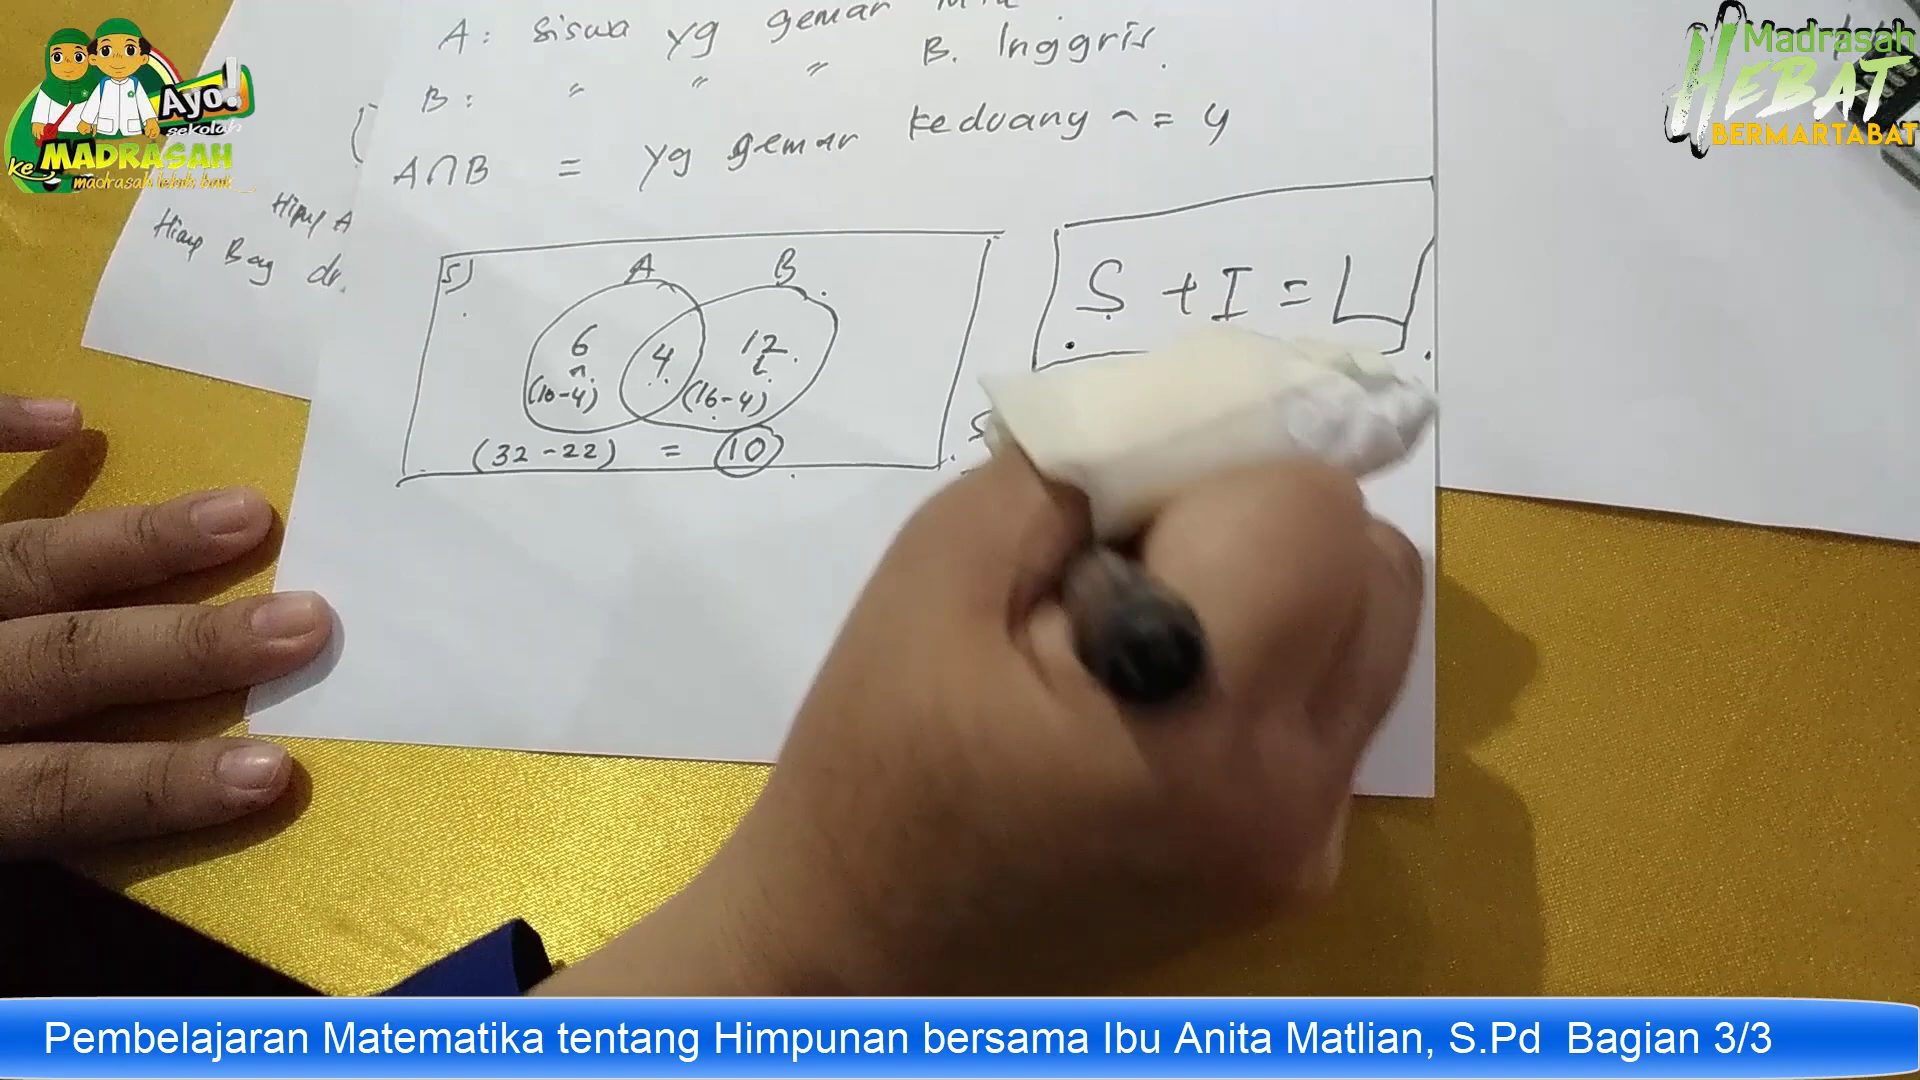 A : Siswa yg gemar
B : " " " B. Inggris.
A∩B = yg gemar keduany ~ = 4
Himp A
Himp Bag dr.
S)
A B
6 4 12
(10-4) (16-4)
(32-22) = 10
S + I = U
S
Ayo!
sekolah
ke MADRASAH
madrasah lebih baik
Madrasah
HEBAT
BERMARTABAT
Pembelajaran Matematika tentang Himpunan bersama Ibu Anita Matlian, S.Pd Bagian 3/3